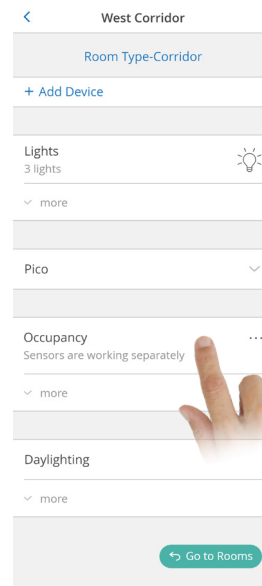 West Corridor
Room Type-Corridor
+ Add Device
Lights
3 lights
more
Pico
Occupancy
Sensors are working separately
more
Daylighting
more
Go to Rooms